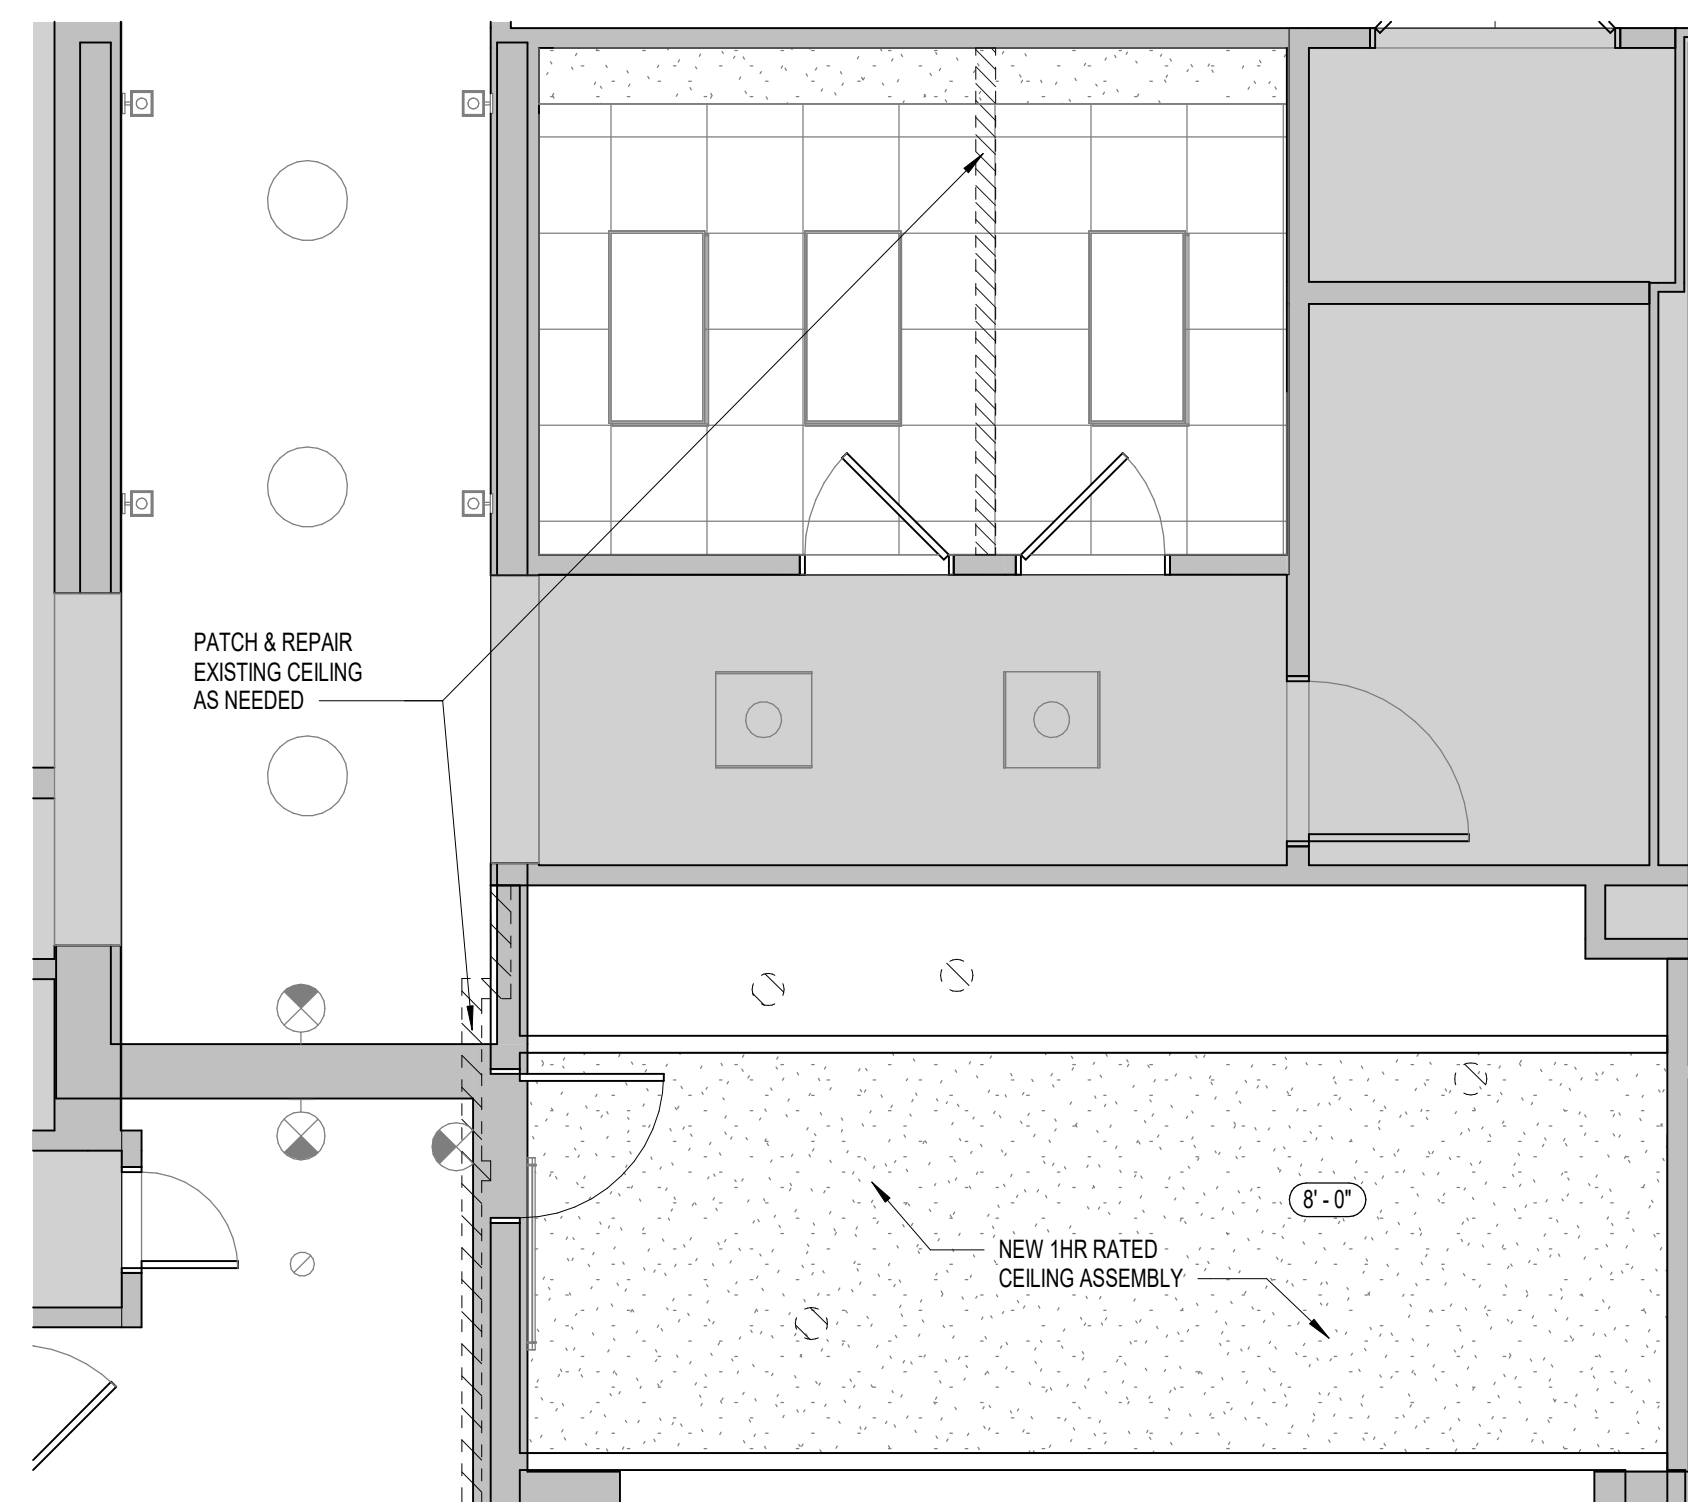 PATCH & REPAIR
EXISTING CEILING
AS NEEDED
8' - 0"
NEW 1HR RATED
CEILING ASSEMBLY